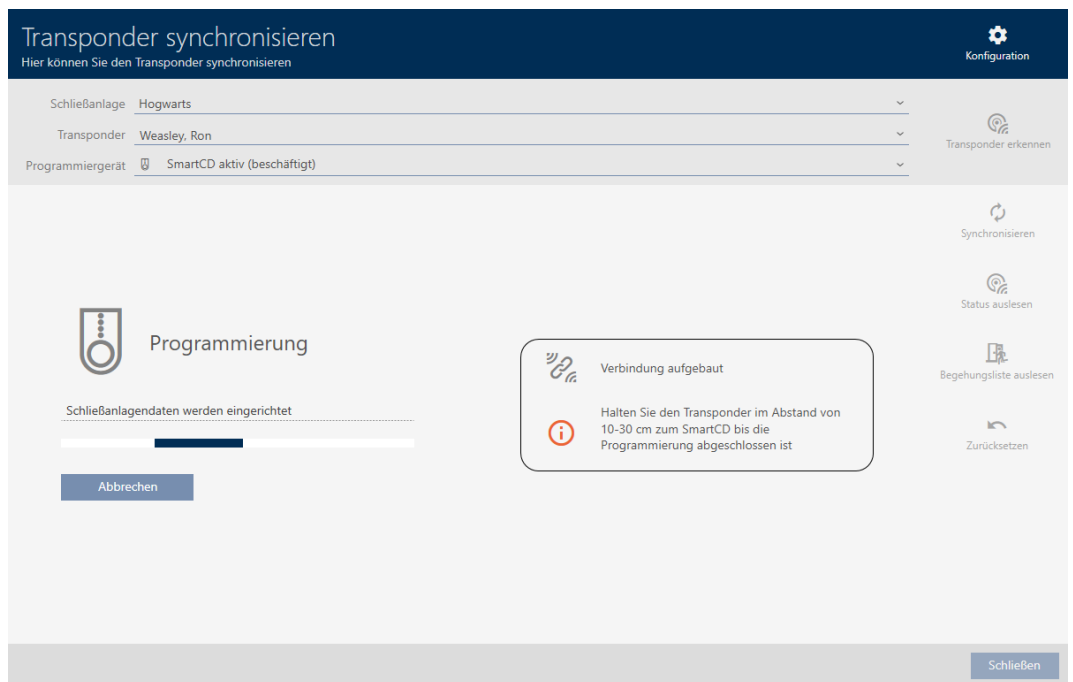 Transponder synchronisieren
Hier können Sie den Transponder synchronisieren
Konfiguration
Schließanlage Hogwarts
Transponder Weasley, Ron
Programmiergerät SmartCD aktiv (beschäftigt)
Transponder erkennen
Synchronisieren
Status auslesen
Begehungsliste auslesen
Zurücksetzen
Programmierung
Schließanlagendaten werden eingerichtet
Abbrechen
Verbindung aufgebaut
Halten Sie den Transponder im Abstand von
10-30 cm zum SmartCD bis die
Programmierung abgeschlossen ist
Schließen